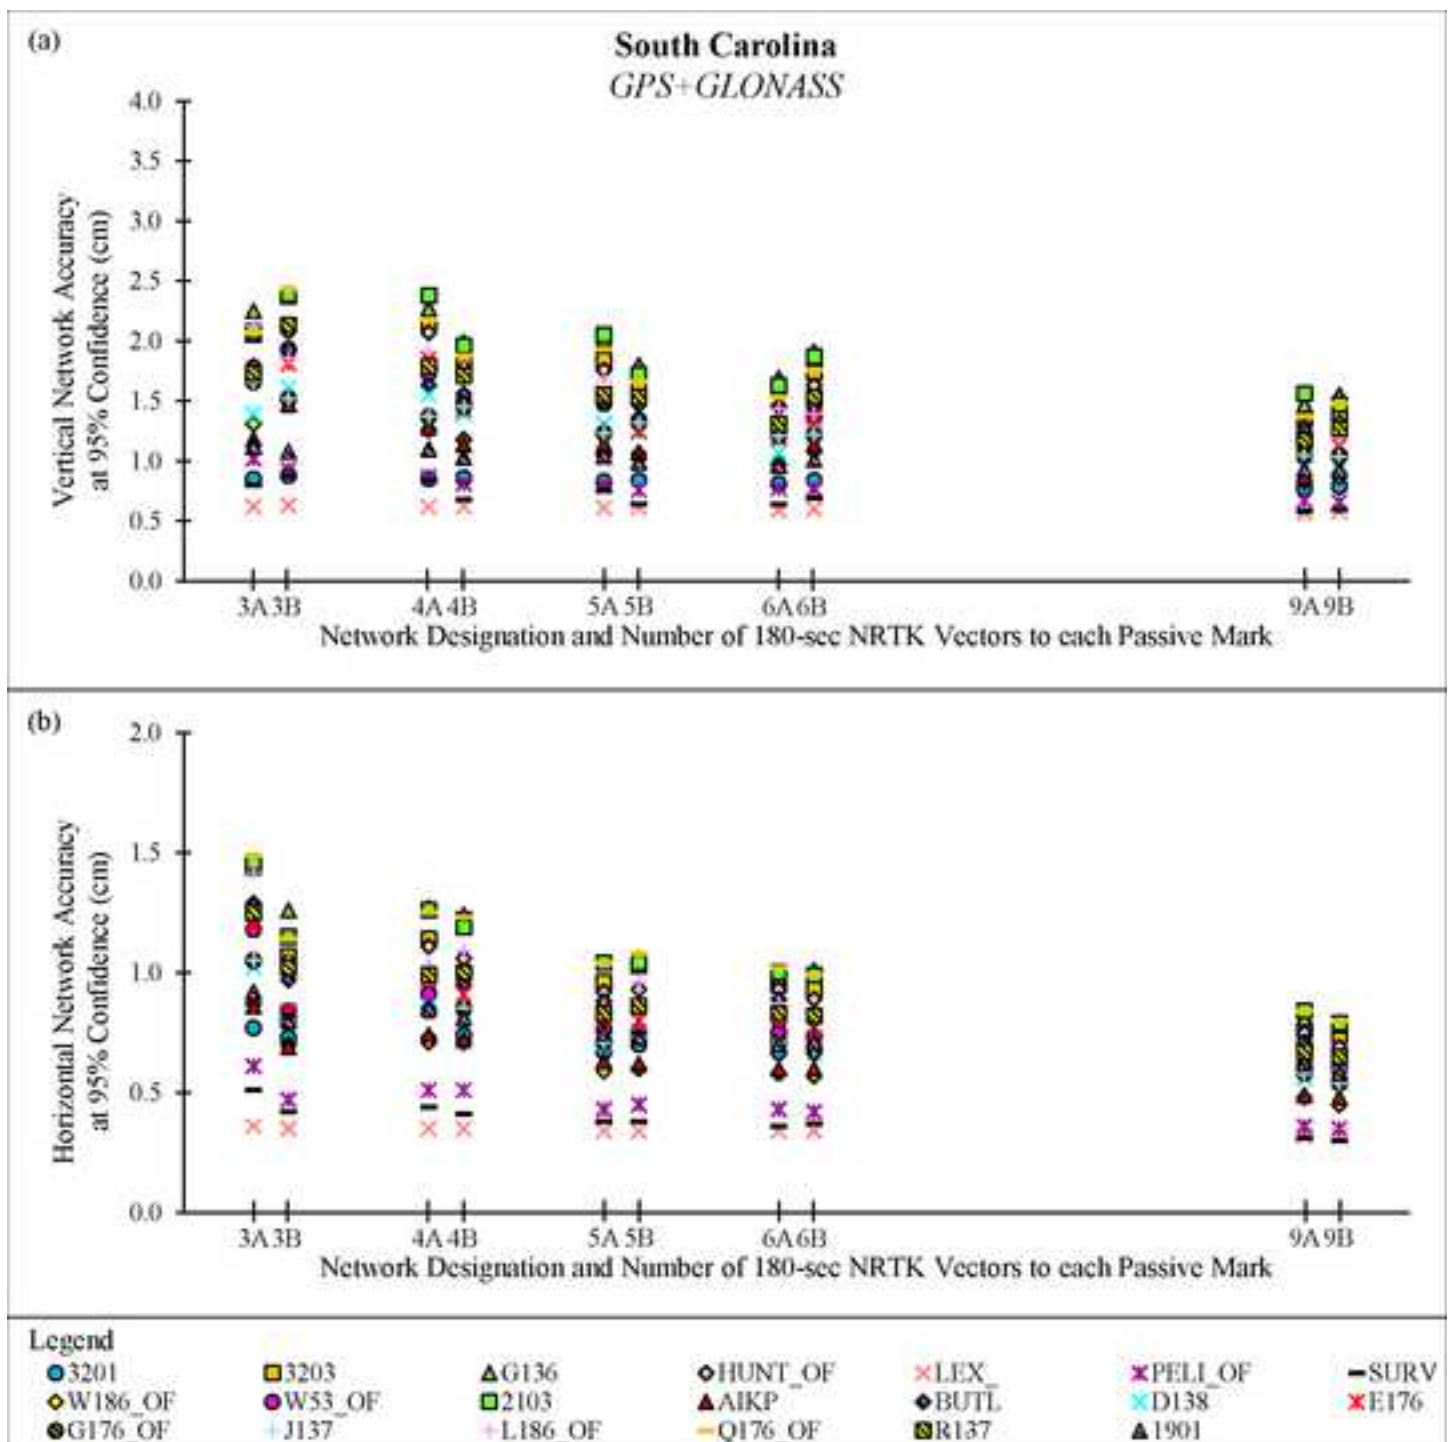 (a)
South Carolina
GPS+GLONASS
Vertical Network Accuracy
at 95% Confidence (cm)
4.0
3.5
3.0
2.5
2.0
1.5
1.0
0.5
0.0
3A 3B 4A 4B 5A 5B 6A 6B 9A 9B
Network Designation and Number of 180-sec NRTK Vectors to each Passive Mark
(b)
Horizontal Network Accuracy
at 95% Confidence (cm)
2.0
1.5
1.0
0.5
0.0
3A 3B 4A 4B 5A 5B 6A 6B 9A 9B
Network Designation and Number of 180-sec NRTK Vectors to each Passive Mark
Legend
3201 3203 G136 HUNT_OF LEX_ PELI_OF SURV
W186_OF W53_OF 2103 AIKP BUTL D138 E176
G176_OF J137 L186_OF Q176_OF R137 1901